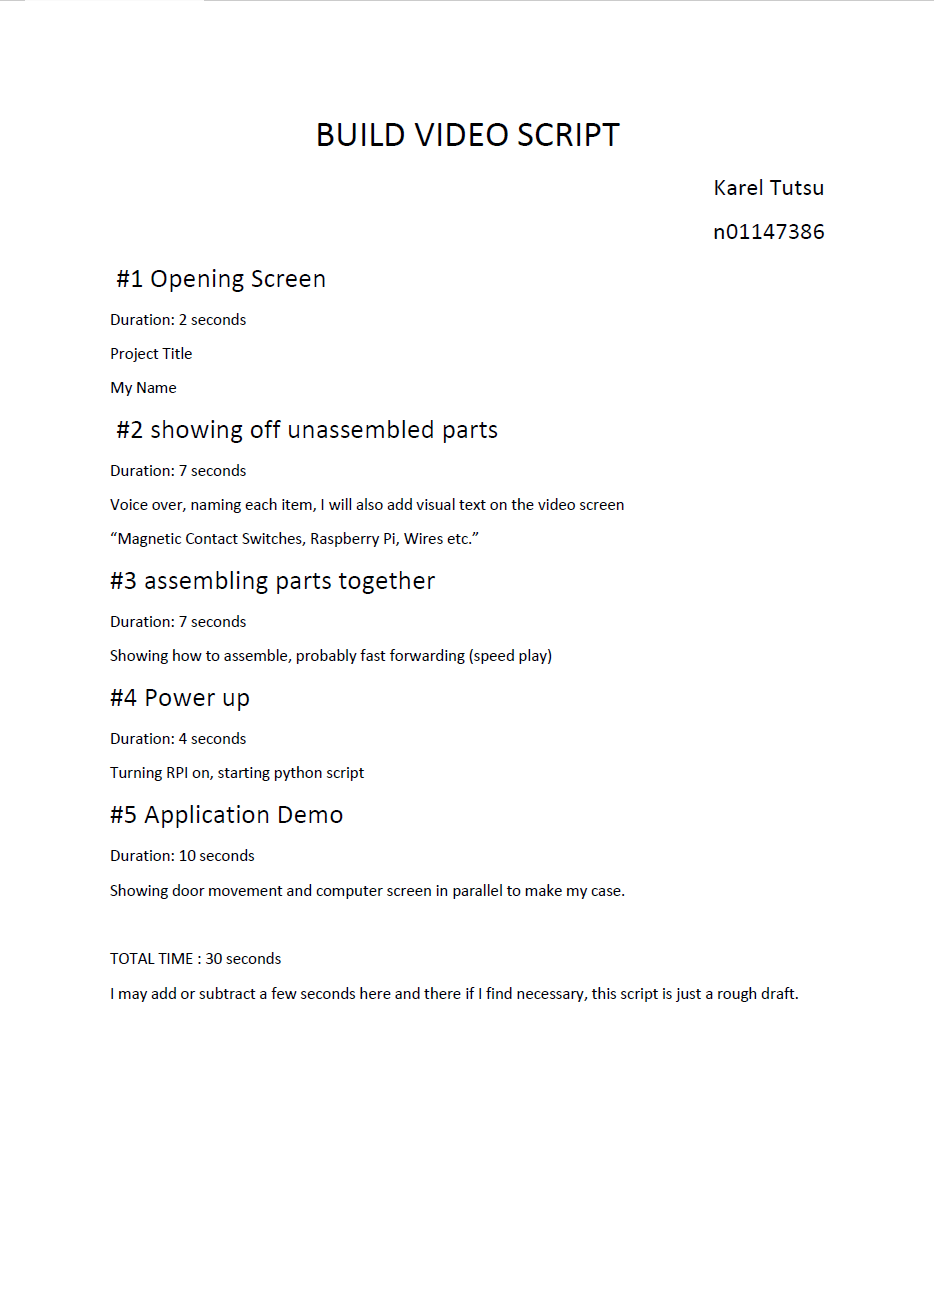 BUILD VIDEO SCRIPT
Karel Tutsu
n01147386
#1 Opening Screen
Duration: 2 seconds
Project Title
My Name
#2 showing off unassembled parts
Duration: 7 seconds
Voice over, naming each item, I will also add visual text on the video screen
“Magnetic Contact Switches, Raspberry Pi, Wires etc.”
#3 assembling parts together
Duration: 7 seconds
Showing how to assemble, probably fast forwarding (speed play)
#4 Power up
Duration: 4 seconds
Turning RPI on, starting python script
#5 Application Demo
Duration: 10 seconds
Showing door movement and computer screen in parallel to make my case.
TOTAL TIME : 30 seconds
I may add or subtract a few seconds here and there if I find necessary, this script is just a rough draft.